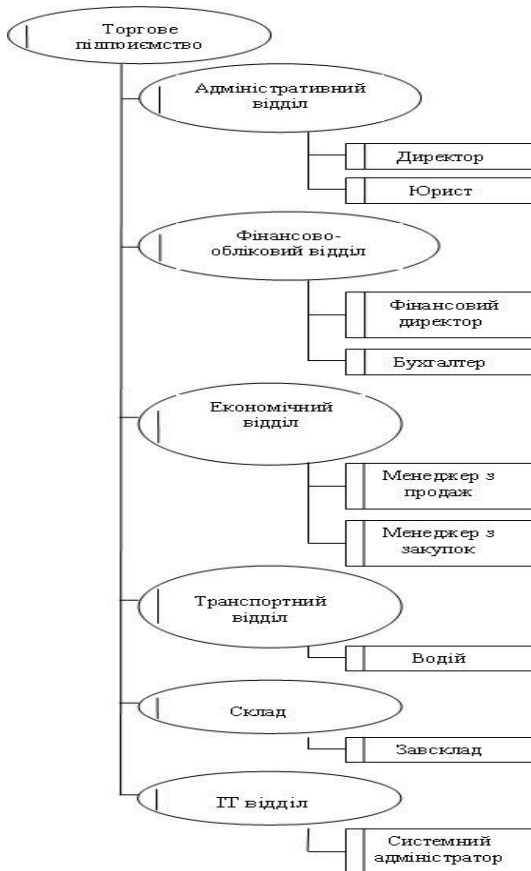 Торгове
підприємство
Адміністративний
відділ
Директор
Юрист
Фінансово-
обліковий відділ
Фінансовий
директор
Бухгалтер
Економічний
відділ
Менеджер з
продаж
Менеджер з
закупок
Транспортний
відділ
Водій
Склад
Завсклад
ІТ відділ
Системний
адміністратор